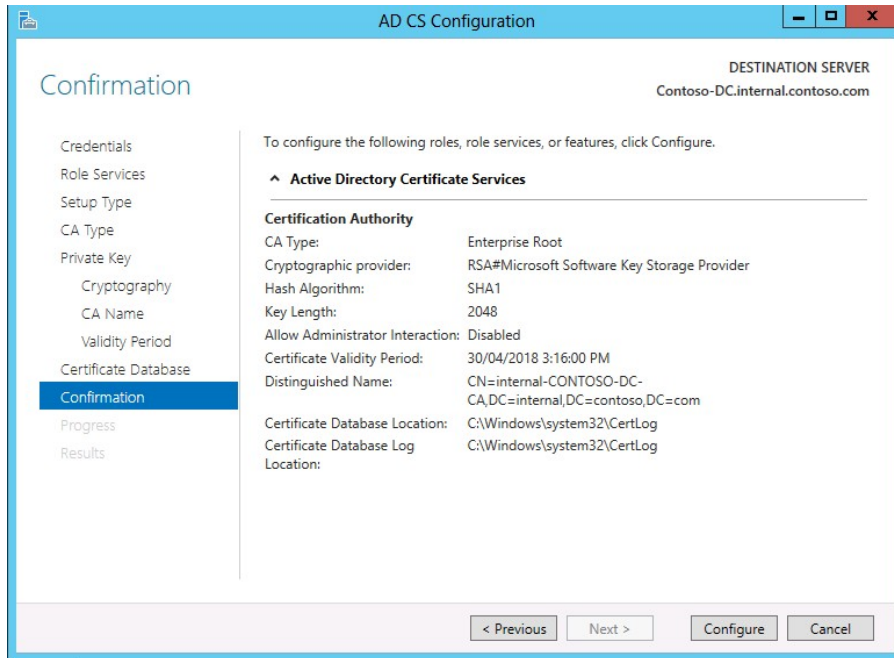 AD CS Configuration
Confirmation
DESTINATION SERVER
Contoso-DC.internal.contoso.com
Credentials
Role Services
Setup Type
CA Type
Private Key
Cryptography
CA Name
Validity Period
Certificate Database
Confirmation
Progress
Results
To configure the following roles, role services, or features, click Configure.
Active Directory Certificate Services
Certification Authority
CA Type: Enterprise Root
Cryptographic provider: RSA#Microsoft Software Key Storage Provider
Hash Algorithm: SHA1
Key Length: 2048
Allow Administrator Interaction: Disabled
Certificate Validity Period: 30/04/2018 3:16:00 PM
Distinguished Name: CN=internal-CONTOSO-DC-
CA,DC=internal,DC=contoso,DC=com
Certificate Database Location: C:\Windows\system32\CertLog
Certificate Database Log C:\Windows\system32\CertLog
Location:
< Previous
Next >
Configure
Cancel